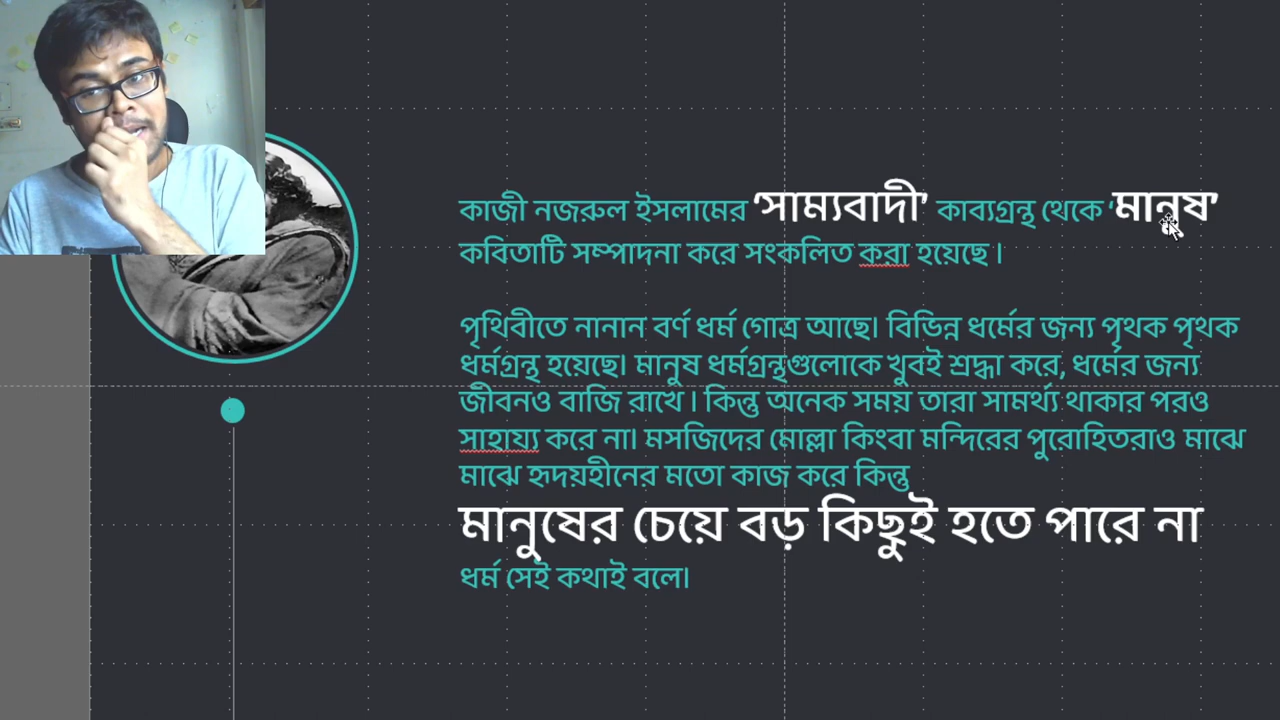 কাজী নজরুল ইসলামের ‘সাম্যবাদী’ কাব্যগ্রন্থ থেকে ‘মানুষ’
কবিতাটি সম্পাদনা করে সংকলিত করা হয়েছে ।
পৃথিবীতে নানান বর্ণ ধর্ম গোত্র আছে। বিভিন্ন ধর্মের জন্য পৃথক পৃথক
ধর্মগ্রন্থ হয়েছে। মানুষ ধর্মগ্রন্থগুলোকে খুবই শ্রদ্ধা করে, ধর্মের জন্য
জীবনও বাজি রাখে । কিন্তু অনেক সময় তারা সামর্থ্য থাকার পরও
সাহায্য করে না। মসজিদের মোল্লা কিংবা মন্দিরের পুরোহিতরাও মাঝে
মাঝে হৃদয়হীনের মতো কাজ করে কিন্তু
মানুষের চেয়ে বড় কিছুই হতে পারে না
ধর্ম সেই কথাই বলে।